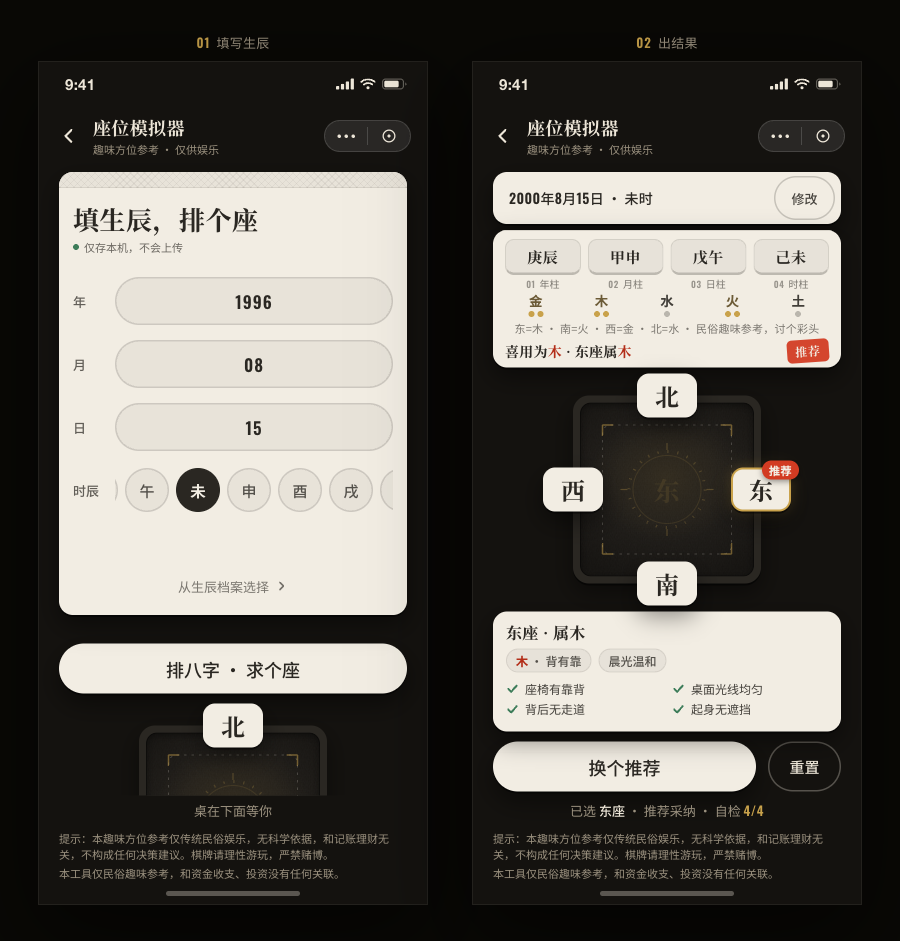 01 填写生辰
9:41
座位模拟器
趣味方位参考 · 仅供娱乐
填生辰，排个座
仅存本机，不会上传
年 1996
月 08
日 15
时辰 午 未 申 酉 戌
从生辰档案选择
排八字 · 求个座
北
桌在下面等你
提示：本趣味方位参考仅传统民俗娱乐，无科学依据，和记账理财无
关，不构成任何决策建议。棋牌请理性游玩，严禁赌博。
本工具仅民俗趣味参考，和资金收支、投资没有任何关联。
02 出结果
9:41
座位模拟器
趣味方位参考 · 仅供娱乐
2000年8月15日 · 未时 修改
庚辰 甲申 戊午 己未
01 年柱 02 月柱 03 日柱 04 时柱
金 木 水 火 土
东=木 · 南=火 · 西=金 · 北=水 · 民俗趣味参考，讨个彩头
喜用为木 · 东座属木 推荐
北
推荐
西 东 东
南
东座 · 属木
木 · 背有靠 晨光温和
座椅有靠背 桌面光线均匀
背后无走道 起身无遮挡
换个推荐 重置
已选 东座 · 推荐采纳 · 自检 4/4
提示：本趣味方位参考仅传统民俗娱乐，无科学依据，和记账理财无
关，不构成任何决策建议。棋牌请理性游玩，严禁赌博。
本工具仅民俗趣味参考，和资金收支、投资没有任何关联。